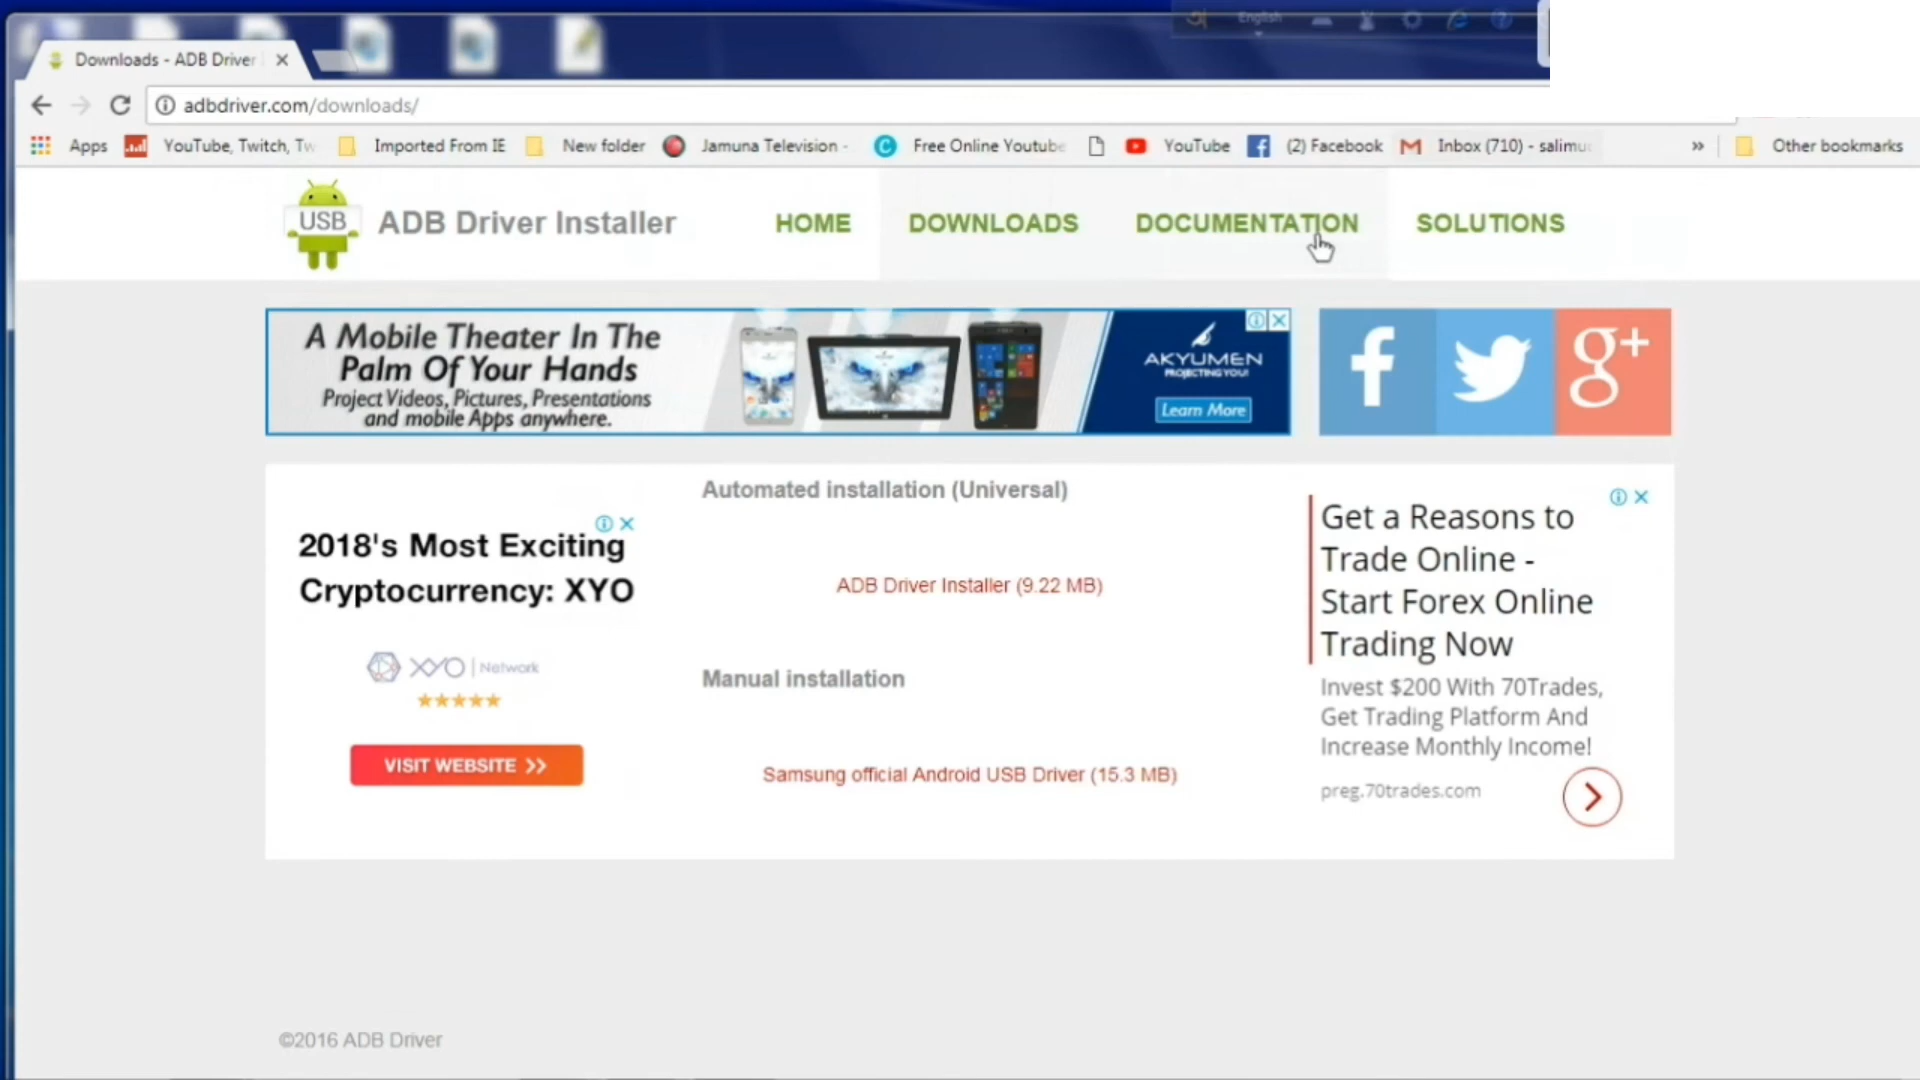 English
Downloads - ADB Driver
adbdriver.com/downloads/
Apps
YouTube, Twitch, Tw
Imported From IE
New folder
Jamuna Television -
Free Online Youtube
YouTube
(2) Facebook
Inbox (710) - salimu
»
Other bookmarks
USB
ADB Driver Installer
HOME
DOWNLOADS
DOCUMENTATION
SOLUTIONS
A Mobile Theater In The
Palm Of Your Hands
Project Videos, Pictures, Presentations
and mobile Apps anywhere.
AKYUMEN
PROJECTING YOU!
Learn More
f
g+
Automated installation (Universal)
ADB Driver Installer (9.22 MB)
Manual installation
Samsung official Android USB Driver (15.3 MB)
2018's Most Exciting
Cryptocurrency: XYO
XYO | Network
VISIT WEBSITE >>
Get a Reasons to
Trade Online -
Start Forex Online
Trading Now
Invest $200 With 70Trades,
Get Trading Platform And
Increase Monthly Income!
preg.70trades.com
©2016 ADB Driver